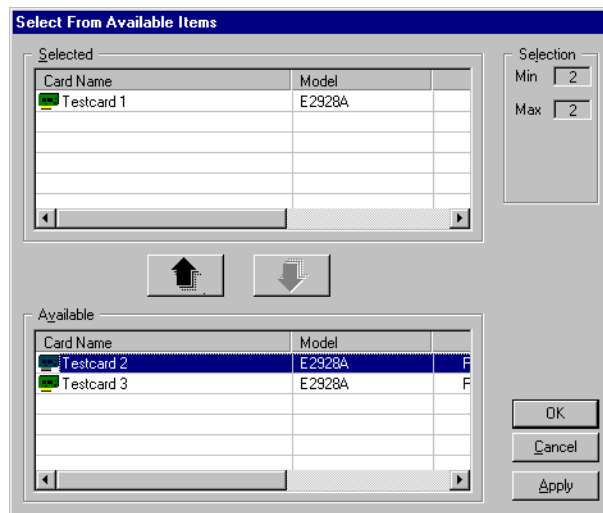 Select From Available Items
Selected
Card Name Model
Testcard 1 E2928A
Selection
Min 2
Max 2
Available
Card Name Model
Testcard 2 E2928A F
Testcard 3 E2928A F
OK
Cancel
Apply